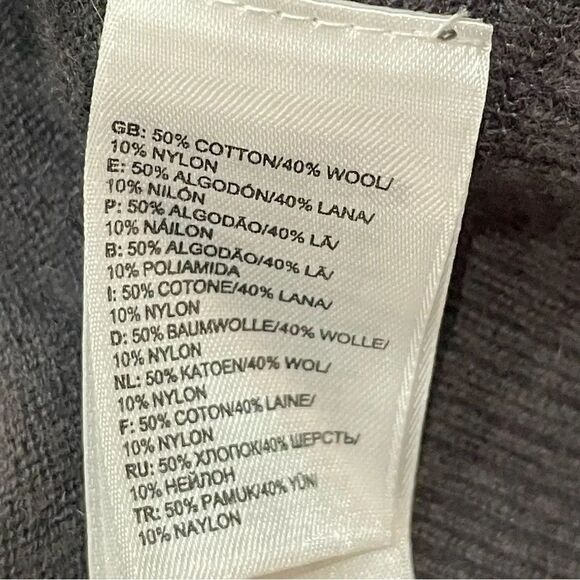 GB: 50% COTTON/40% WOOL/
10% NYLON
E: 50% ALGODÓN/40% LANA/
10% NILÓN
P: 50% ALGODÃO/40% LÃ/
10% NÁILON
B: 50% ALGODÃO/40% LÃ/
10% POLIAMIDA
I: 50% COTONE/40% LANA/
10% NYLON
D: 50% BAUMWOLLE/40% WOLLE/
10% NYLON
NL: 50% KATOEN/40% WOL/
10% NYLON
F: 50% COTON/40% LAINE/
10% NYLON
RU: 50% ХЛОПОК/40% ШЕРСТЬ/
10% НЕЙЛОН
TR: 50% PAMUK/40% YÜN/
10% NAYLON